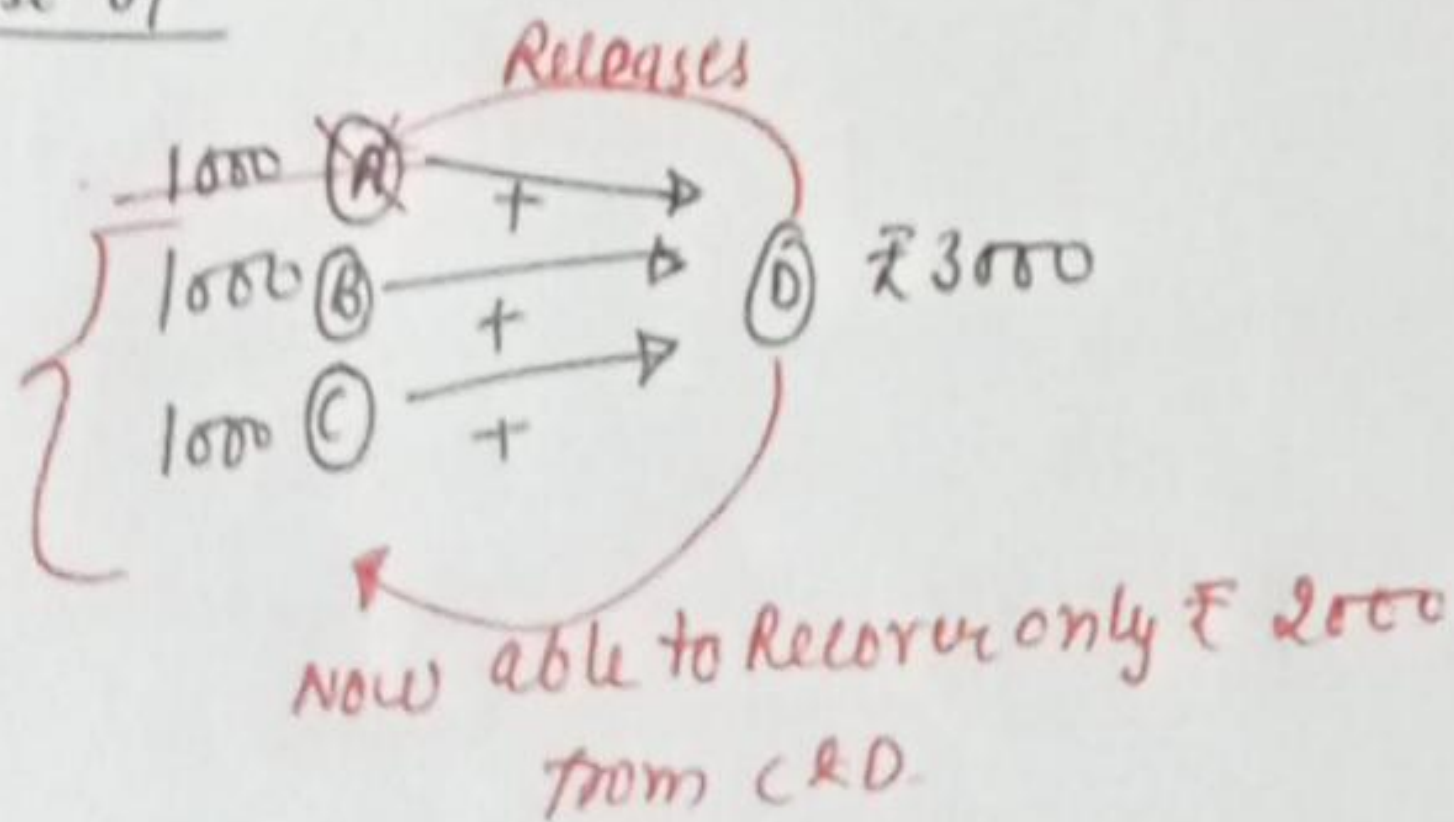 Releases
1000 A +
1000 B +
D ₹3000
1000 C +
Now able to Recover only ₹ 2000
from C & D.